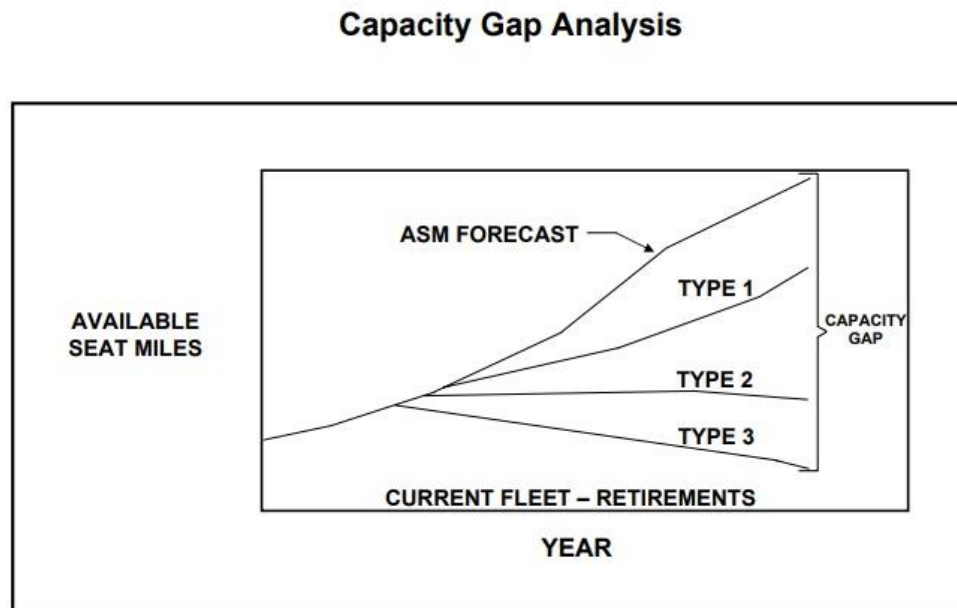 Capacity Gap Analysis
ASM FORECAST
TYPE 1
AVAILABLE
SEAT MILES
CAPACITY
GAP
TYPE 2
TYPE 3
CURRENT FLEET – RETIREMENTS
YEAR